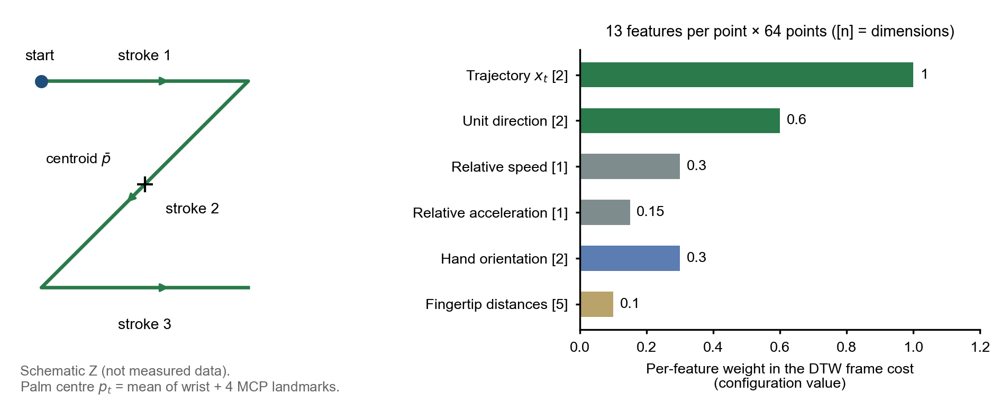 start
stroke 1
centroid p̄
stroke 2
stroke 3
Schematic Z (not measured data).
Palm centre pₜ = mean of wrist + 4 MCP landmarks.
13 features per point × 64 points ([n] = dimensions)
Trajectory xₜ [2]
1
Unit direction [2]
0.6
Relative speed [1]
0.3
Relative acceleration [1]
0.15
Hand orientation [2]
0.3
Fingertip distances [5]
0.1
0.0 0.2 0.4 0.6 0.8 1.0 1.2
Per-feature weight in the DTW frame cost
(configuration value)